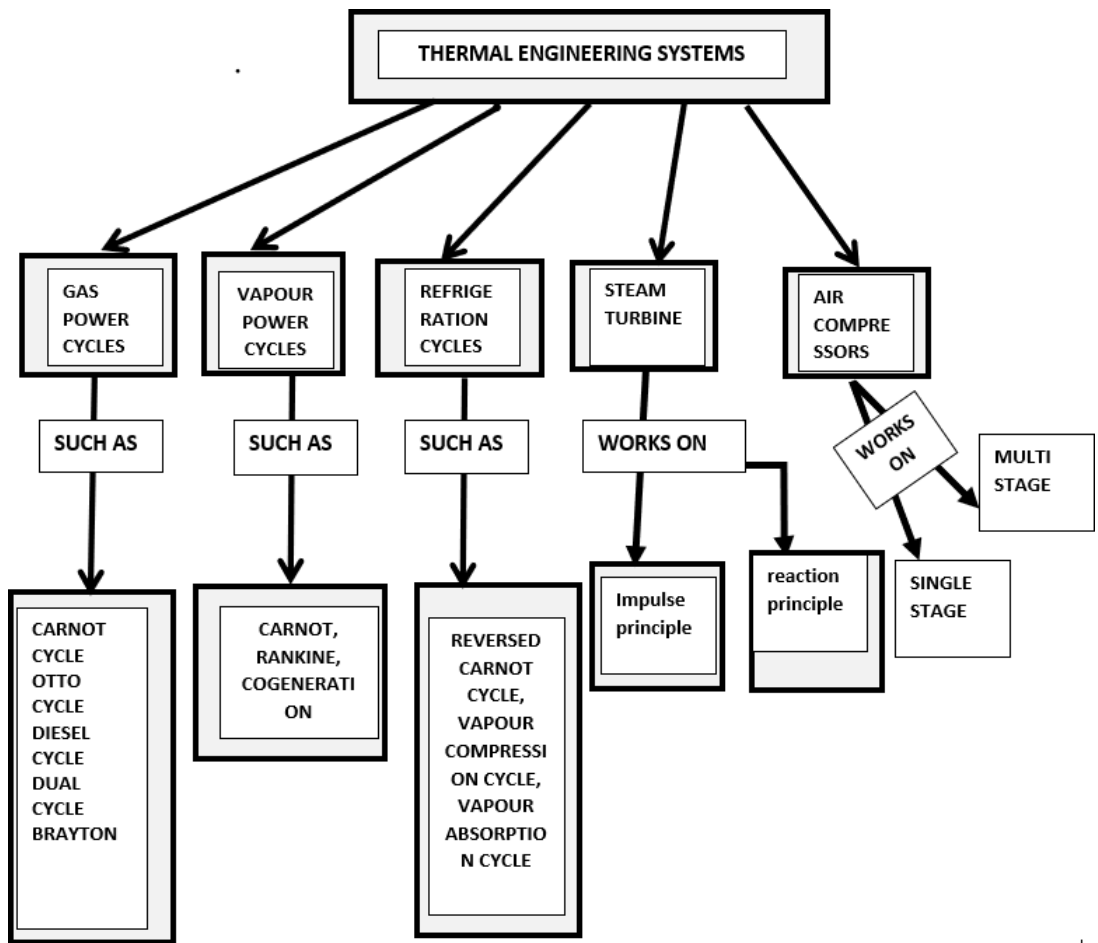 THERMAL ENGINEERING SYSTEMS
GAS
POWER
CYCLES
VAPOUR
POWER
CYCLES
REFRIGE
RATION
CYCLES
STEAM
TURBINE
AIR
COMPRE
SSORS
SUCH AS
SUCH AS
SUCH AS
WORKS ON
WORKS
ON
MULTI
STAGE
CARNOT
CYCLE
OTTO
CYCLE
DIESEL
CYCLE
DUAL
CYCLE
BRAYTON
CARNOT,
RANKINE,
COGENERATI
ON
REVERSED
CARNOT
CYCLE,
VAPOUR
COMPRESSI
ON CYCLE,
VAPOUR
ABSORPTIO
N CYCLE
Impulse
principle
reaction
principle
SINGLE
STAGE